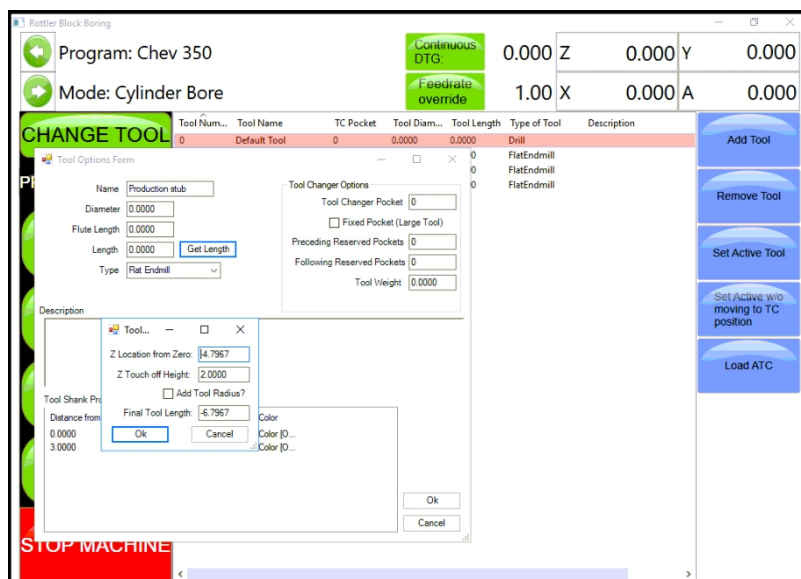 Rottler Block Boring
Program: Chev 350
Continuous DTG:
0.000 Z 0.000 Y 0.000
Mode: Cylinder Bore
Feedrate override
1.00 X 0.000 A 0.000
CHANGE TOOL
Tool Num... Tool Name TC Pocket Tool Diam... Tool Length Type of Tool Description
0 Default Tool 0 0.0000 0.0000 Drill
0 FlatEndmill
0 FlatEndmill
0 FlatEndmill
Add Tool
Remove Tool
Set Active Tool
Set Active w/o
moving to TC
position
Load ATC
Tool Options Form
Name Production stub
Diameter 0.0000
Flute Length 0.0000
Length 0.0000 Get Length
Type Flat Endmill
Tool Changer Options
Tool Changer Pocket 0
Fixed Pocket (Large Tool)
Preceding Reserved Pockets 0
Following Reserved Pockets 0
Tool Weight 0.0000
Description
Tool...
Z Location from Zero: -4.7967
Z Touch off Height: 2.0000
Add Tool Radius?
Final Tool Length: -6.7967
Ok Cancel
Tool Shank Pro
Distance from Color
0.0000 Color [O...
3.0000 Color [O...
Ok
Cancel
STOP MACHINE